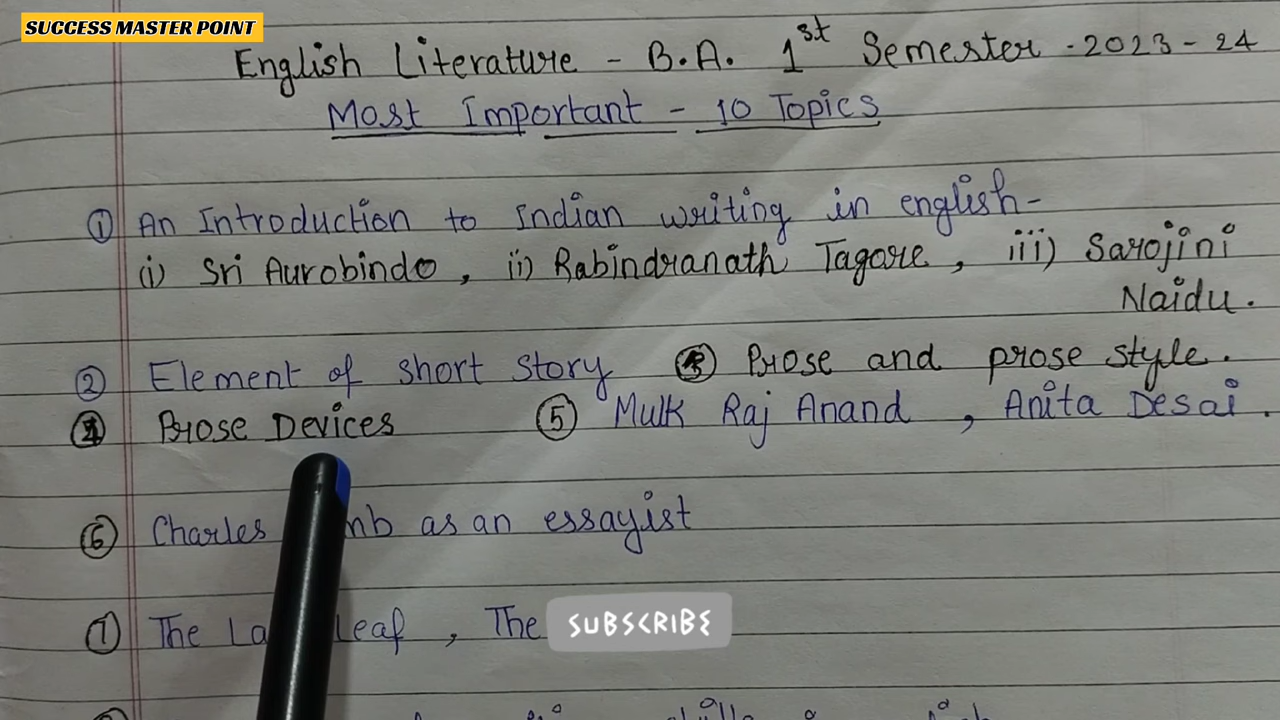 SUCCESS MASTER POINT
English Literature - B.A. 1st Semester - 2023-24
Most Important - 10 Topics
① An Introduction to Indian writing in english-
(i) Sri Aurobindo, ii) Rabindranath Tagore, iii) Sarojini
Naidu.
② Element of short story Prose and prose style.
Prose Devices ⑤ Mulk Raj Anand, Anita Desai.
⑥ Charles as an essayist
⑦ The Leaf, The
SUBSCRIBE